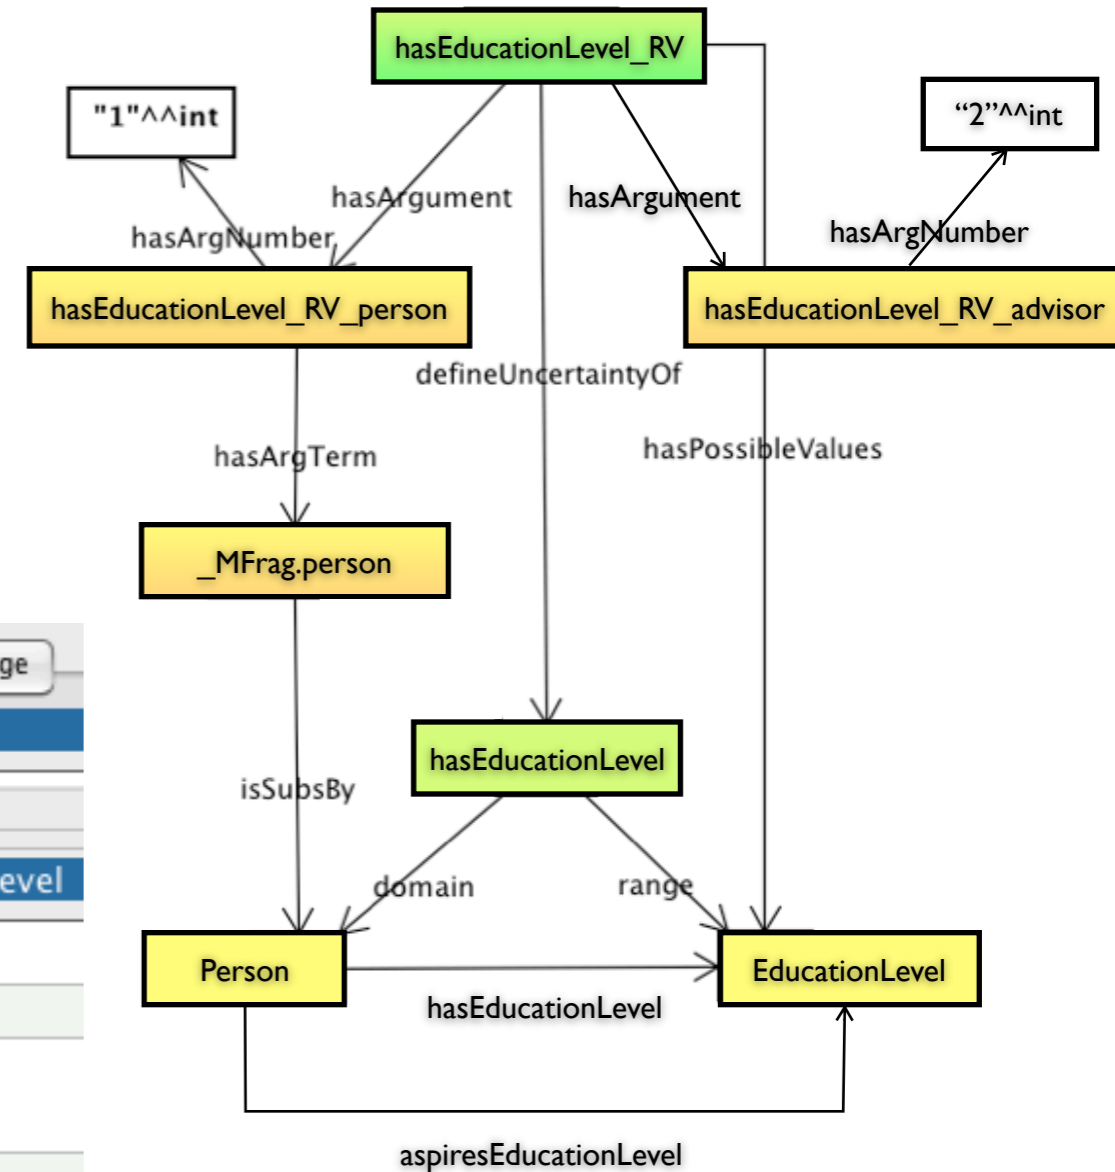 hasEducationLevel_RV
"1"^^int
“2”^^int
hasArgument
hasArgument
hasArgNumber
hasArgNumber
hasEducationLevel_RV_person
hasEducationLevel_RV_advisor
defineUncertaintyOf
hasPossibleValues
hasArgTerm
_MFrag.person
ge
hasEducationLevel
isSubsBy
evel
domain
range
Person
EducationLevel
hasEducationLevel
aspiresEducationLevel